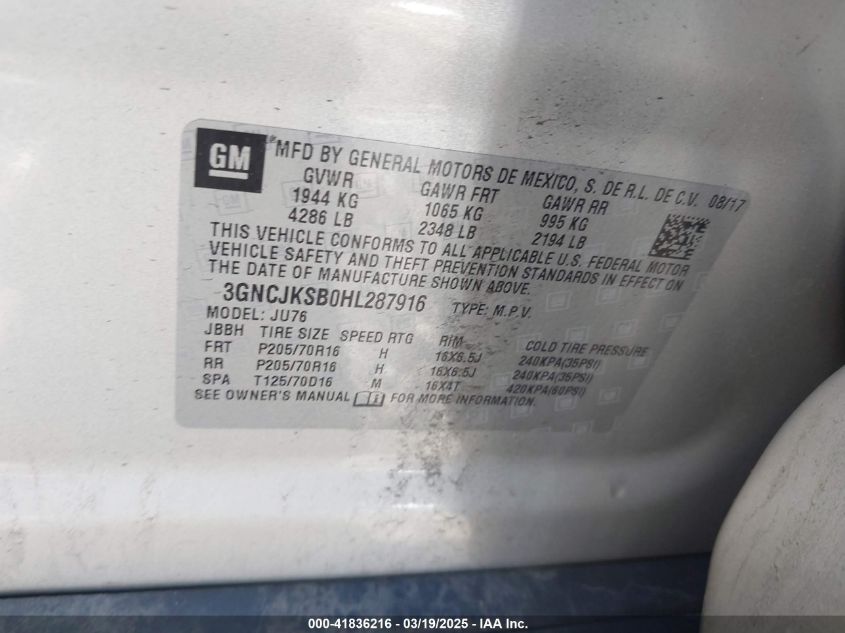 GM
MFD BY GENERAL MOTORS DE MEXICO, S. DE R.L. DE C.V. 08/17
GVWR GAWR FRT GAWR RR
1944 KG 1065 KG 995 KG
4286 LB 2348 LB 2194 LB
THIS VEHICLE CONFORMS TO ALL APPLICABLE U.S. FEDERAL MOTOR
VEHICLE SAFETY AND THEFT PREVENTION STANDARDS IN EFFECT ON
THE DATE OF MANUFACTURE SHOWN ABOVE.
3GNCJKSB0HL287916 TYPE: M.P.V.
MODEL: JU76
JBBH TIRE SIZE SPEED RTG RIM COLD TIRE PRESSURE
FRT P205/70R16 H 16X6.5J 240KPA(35PSI)
RR P205/70R16 H 16X6.5J 240KPA(35PSI)
SPA T125/70D16 M 16X4T 420KPA(60PSI)
SEE OWNER'S MANUAL FOR MORE INFORMATION.
000-41836216 - 03/19/2025 - IAA Inc.